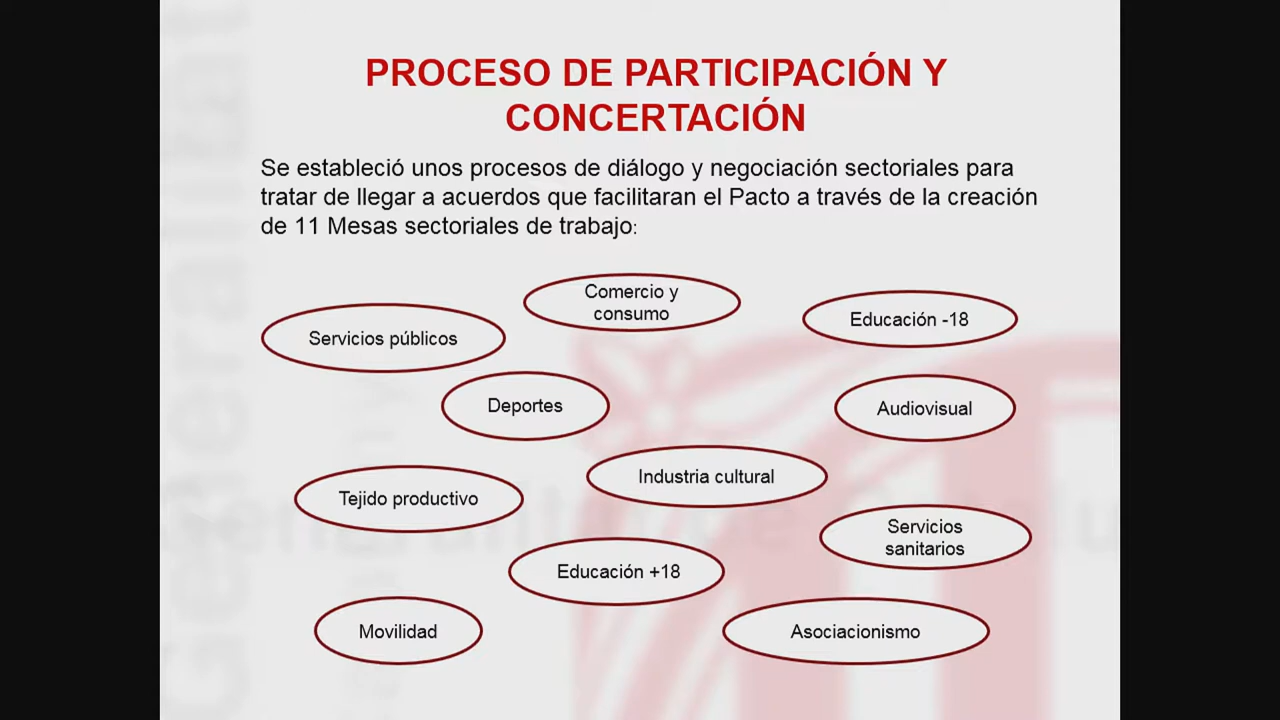 PROCESO DE PARTICIPACIÓN Y
CONCERTACIÓN
Se estableció unos procesos de diálogo y negociación sectoriales para
tratar de llegar a acuerdos que facilitaran el Pacto a través de la creación
de 11 Mesas sectoriales de trabajo:
Comercio y
consumo
Educación -18
Servicios públicos
Deportes
Audiovisual
Industria cultural
Tejido productivo
Servicios
sanitarios
Educación +18
Movilidad
Asociacionismo